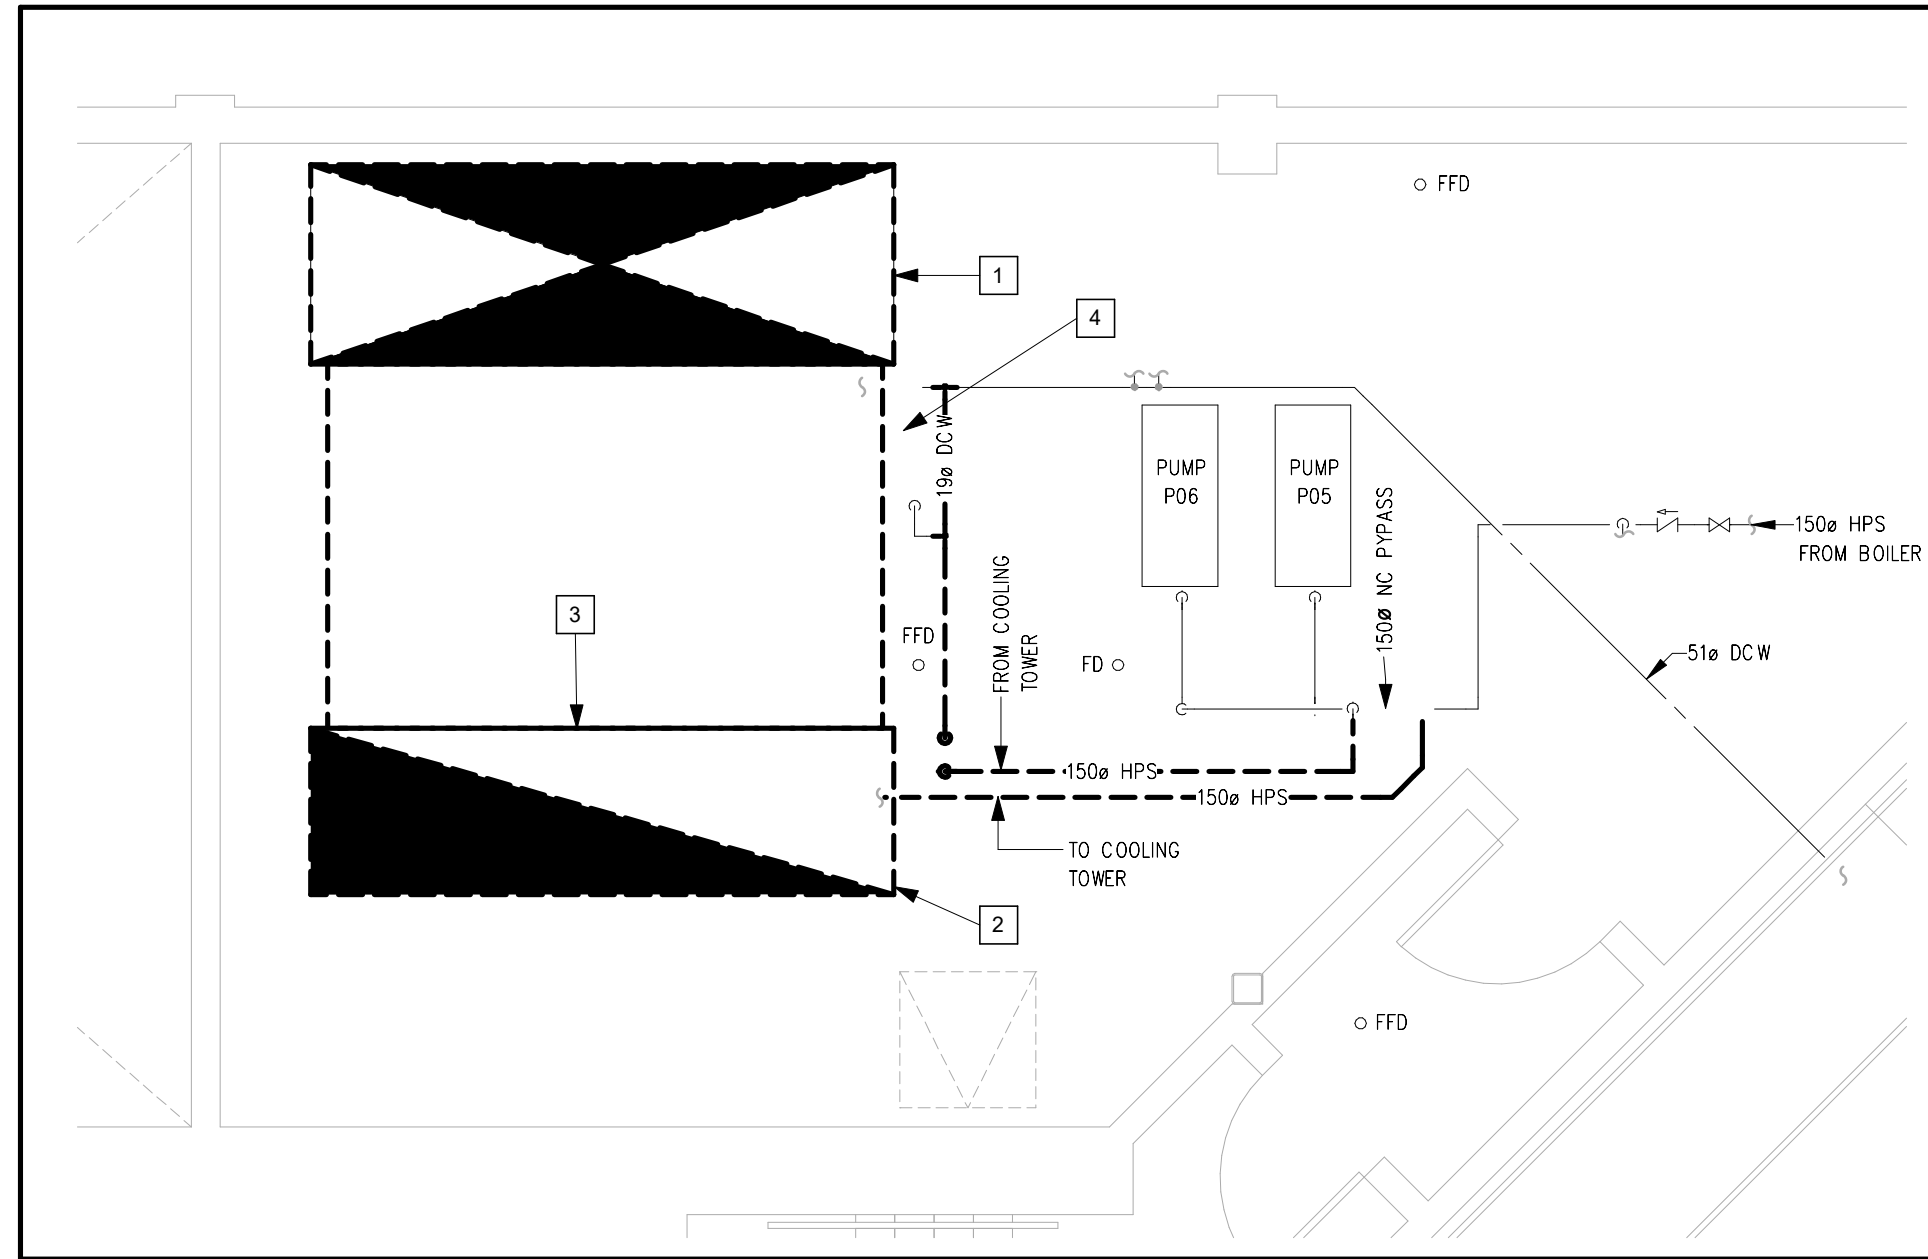 FFD
1
4
19ø DCW
PUMP
P06
PUMP
P05
150Ø NC PYPASS
150ø HPS
FROM BOILER
3
FFD
FROM COOLING
TOWER
FD
51ø DCW
150ø HPS
150ø HPS
TO COOLING
TOWER
2
FFD